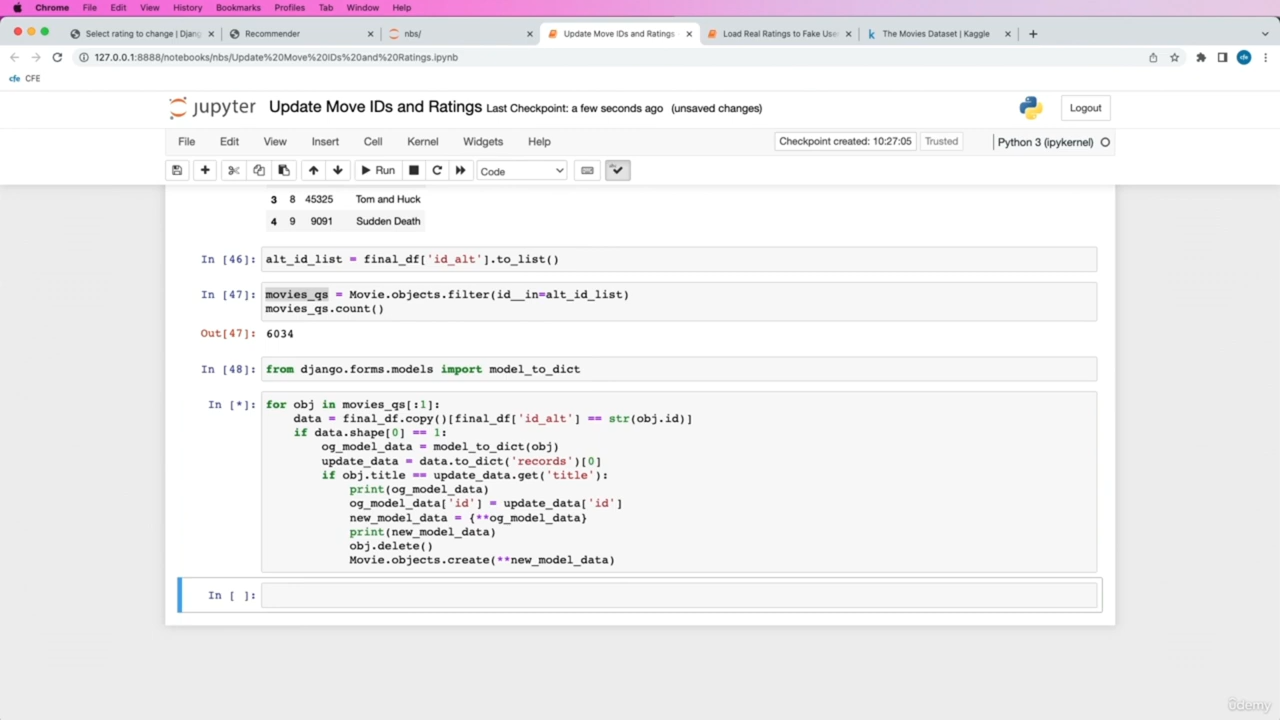 Chrome File Edit View History Bookmarks Profiles Tab Window Help
Select rating to change | Djang Recommender nbs/ Update Move IDs and Ratings Load Real Ratings to Fake User The Movies Dataset | Kaggle
127.0.0.1:8888/notebooks/nbs/Update%20Move%20IDs%20and%20Ratings.ipynb
cfe CFE
jupyter Update Move IDs and Ratings Last Checkpoint: a few seconds ago (unsaved changes) Logout
File Edit View Insert Cell Kernel Widgets Help Checkpoint created: 10:27:05 Trusted Python 3 (ipykernel)
Run Code
3 8 45325 Tom and Huck
4 9 9091 Sudden Death
In [46]: alt_id_list = final_df['id_alt'].to_list()
In [47]: movies_qs = Movie.objects.filter(id__in=alt_id_list)
movies_qs.count()
Out[47]: 6034
In [48]: from django.forms.models import model_to_dict
In [*]: for obj in movies_qs[:1]:
data = final_df.copy()[final_df['id_alt'] == str(obj.id)]
if data.shape[0] == 1:
og_model_data = model_to_dict(obj)
update_data = data.to_dict('records')[0]
if obj.title == update_data.get('title'):
print(og_model_data)
og_model_data['id'] = update_data['id']
new_model_data = {**og_model_data}
print(new_model_data)
obj.delete()
Movie.objects.create(**new_model_data)
In [ ]:
ûdemy